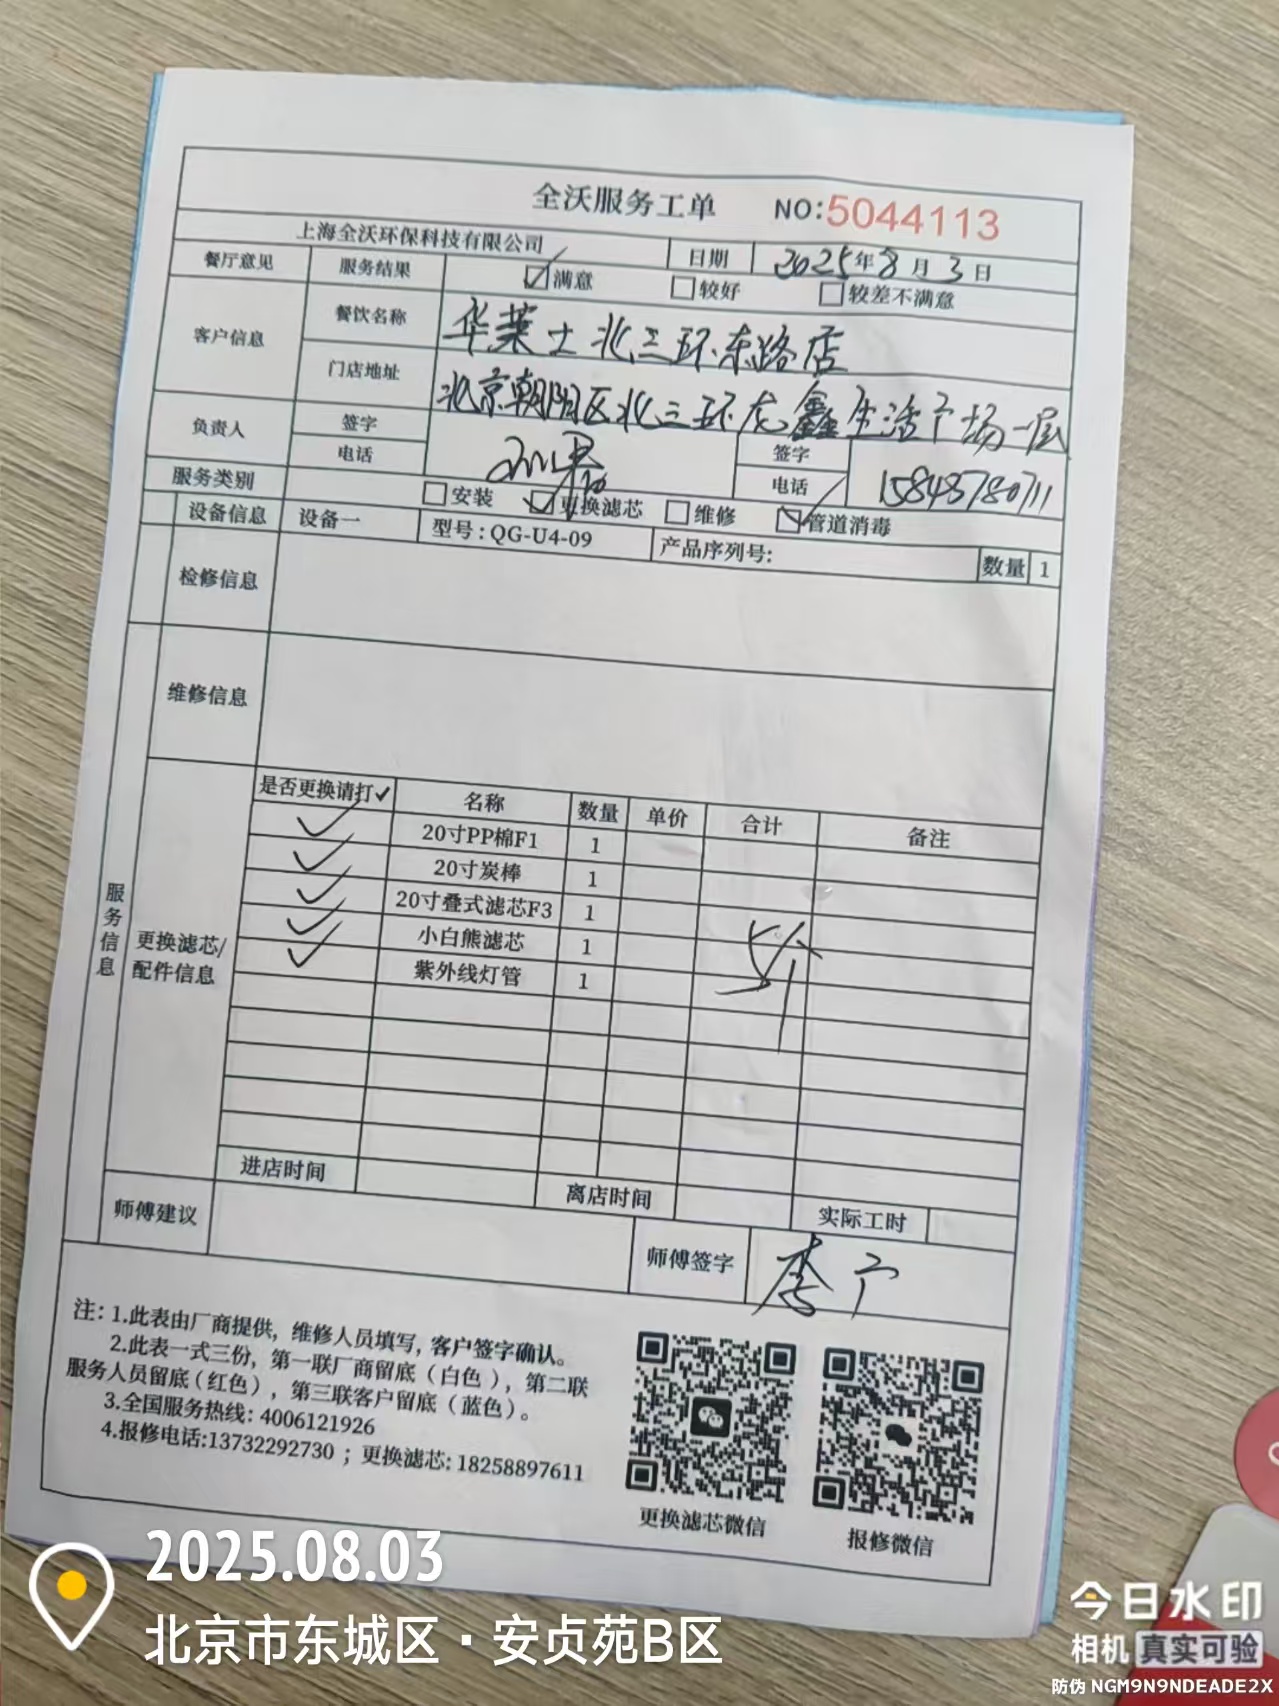 全沃服务工单 NO:5044113
上海全沃环保科技有限公司 日期 2025年8月3日
餐厅意见 服务结果 ☑满意 □较好 □较差不满意
客户信息 餐饮名称 华莱士北三环东路店
门店地址 北京朝阳区北三环龙鑫生活广场一层
负责人 签字 签字
电话 电话 15848780711
服务类别 □安装 ☑更换滤芯 □维修 ☑管道消毒
设备信息 设备一 型号:QG-U4-09 产品序列号: 数量 1
检修信息
维修信息
服务信息
更换滤芯/配件信息
是否更换请打✓ 名称 数量 单价 合计 备注
✓ 20寸PP棉F1 1
✓ 20寸炭棒 1
✓ 20寸叠式滤芯F3 1
✓ 小白熊滤芯 1 5个
✓ 紫外线灯管 1
进店时间 离店时间 实际工时
师傅建议 师傅签字 李广
注: 1.此表由厂商提供, 维修人员填写, 客户签字确认。
2.此表一式三份, 第一联厂商留底（白色）, 第二联
服务人员留底（红色）, 第三联客户留底（蓝色）。
3.全国服务热线: 4006121926
4.报修电话:13732292730 ; 更换滤芯: 18258897611
更换滤芯微信 报修微信
2025.08.03
北京市东城区·安贞苑B区
今日水印
相机 真实可验
防伪 NGM9N9NDEADE2X